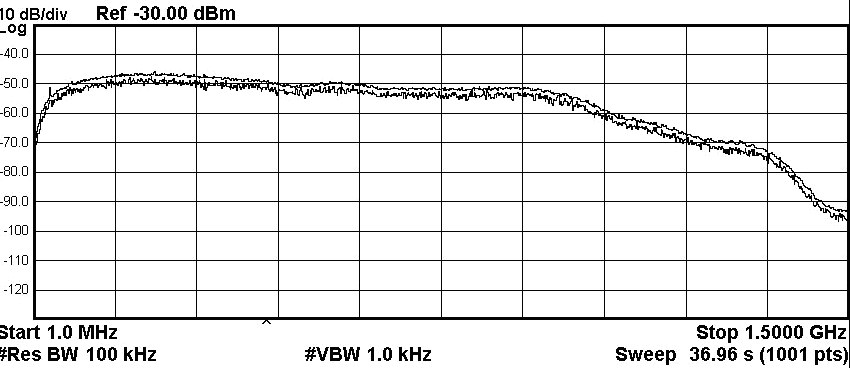 10 dB/div Ref -30.00 dBm
Log
-40.0
-50.0
-60.0
-70.0
-80.0
-90.0
-100
-110
-120
Start 1.0 MHz Stop 1.5000 GHz
#Res BW 100 kHz #VBW 1.0 kHz Sweep 36.96 s (1001 pts)